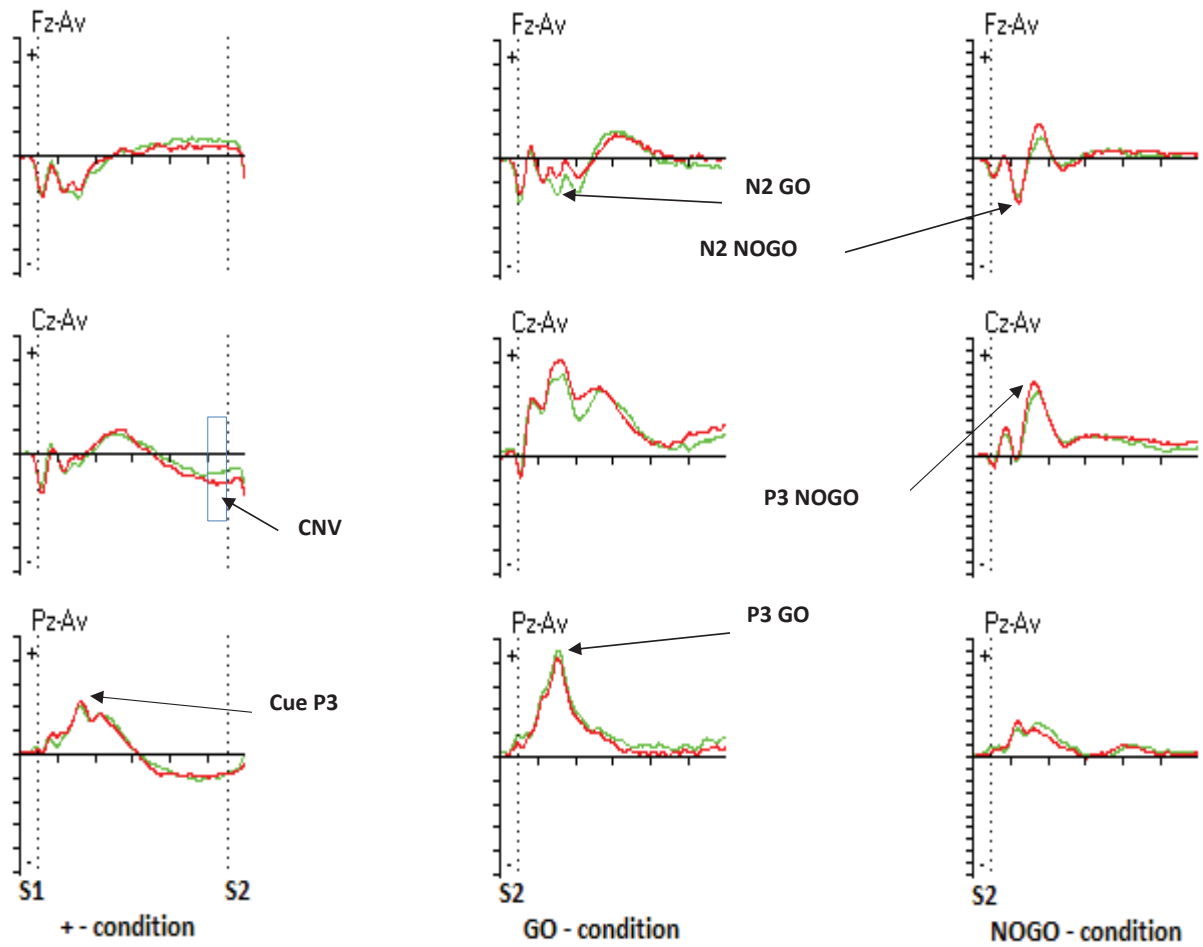 Fz-Av
Fz-Av
Fz-Av
+
+
+
N2 GO
N2 NOGO
-
-
-
Cz-Av
Cz-Av
Cz-Av
+
+
+
P3 NOGO
CNV
-
-
-
Pz-Av
Pz-Av
Pz-Av
P3 GO
+
+
+
Cue P3
-
-
-
S1
S2
S2
S2
+ - condition
GO - condition
NOGO - condition